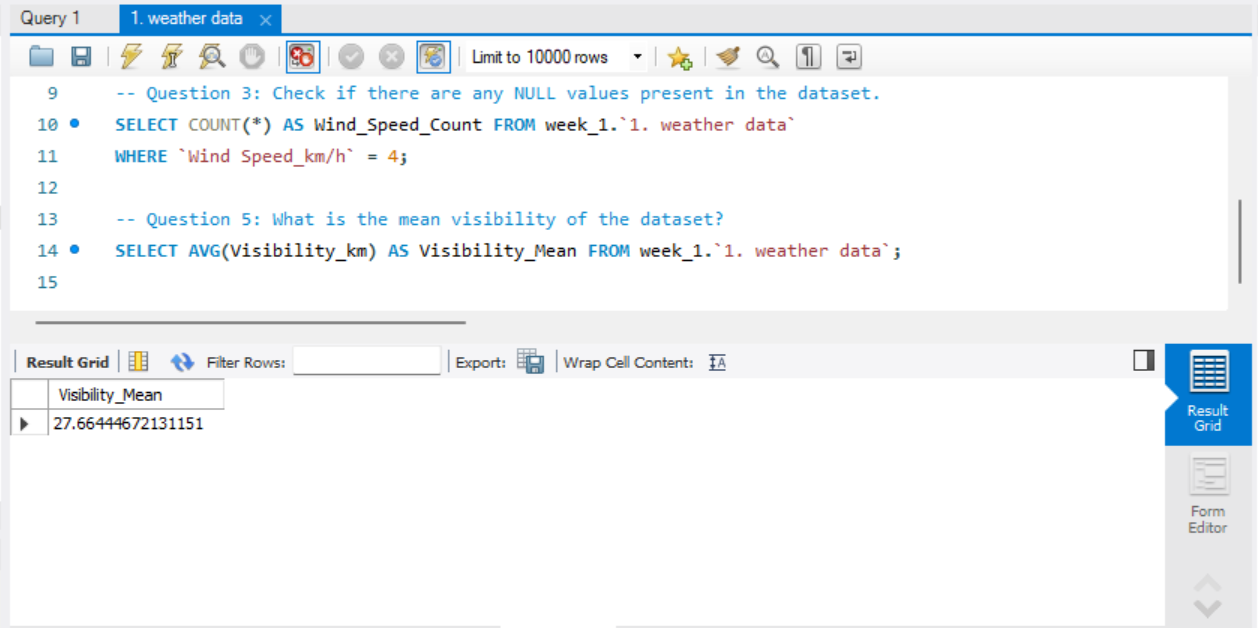 Query 1
1. weather data
Limit to 10000 rows
9 -- Question 3: Check if there are any NULL values present in the dataset.
10 SELECT COUNT(*) AS Wind_Speed_Count FROM week_1.`1. weather data`
11 WHERE `Wind Speed_km/h` = 4;
12
13 -- Question 5: What is the mean visibility of the dataset?
14 SELECT AVG(Visibility_km) AS Visibility_Mean FROM week_1.`1. weather data`;
15
Result Grid Filter Rows: Export: Wrap Cell Content: IA
Visibility_Mean
27.66444672131151
Result
Grid
Form
Editor